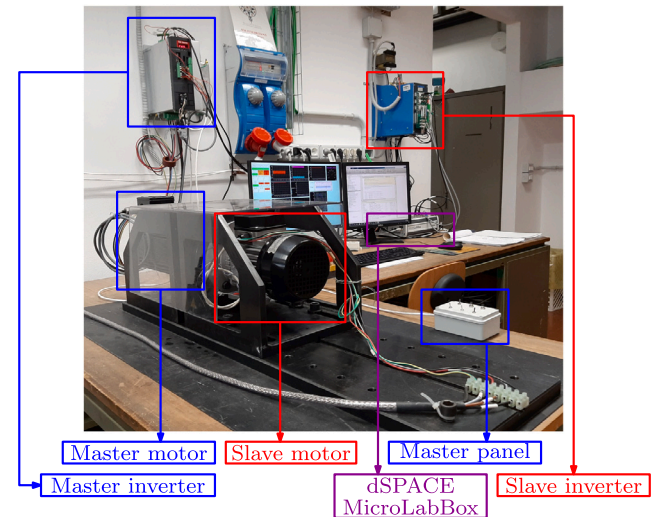 Master motor
Slave motor
Master panel
Master inverter
dSPACE
MicroLabBox
Slave inverter